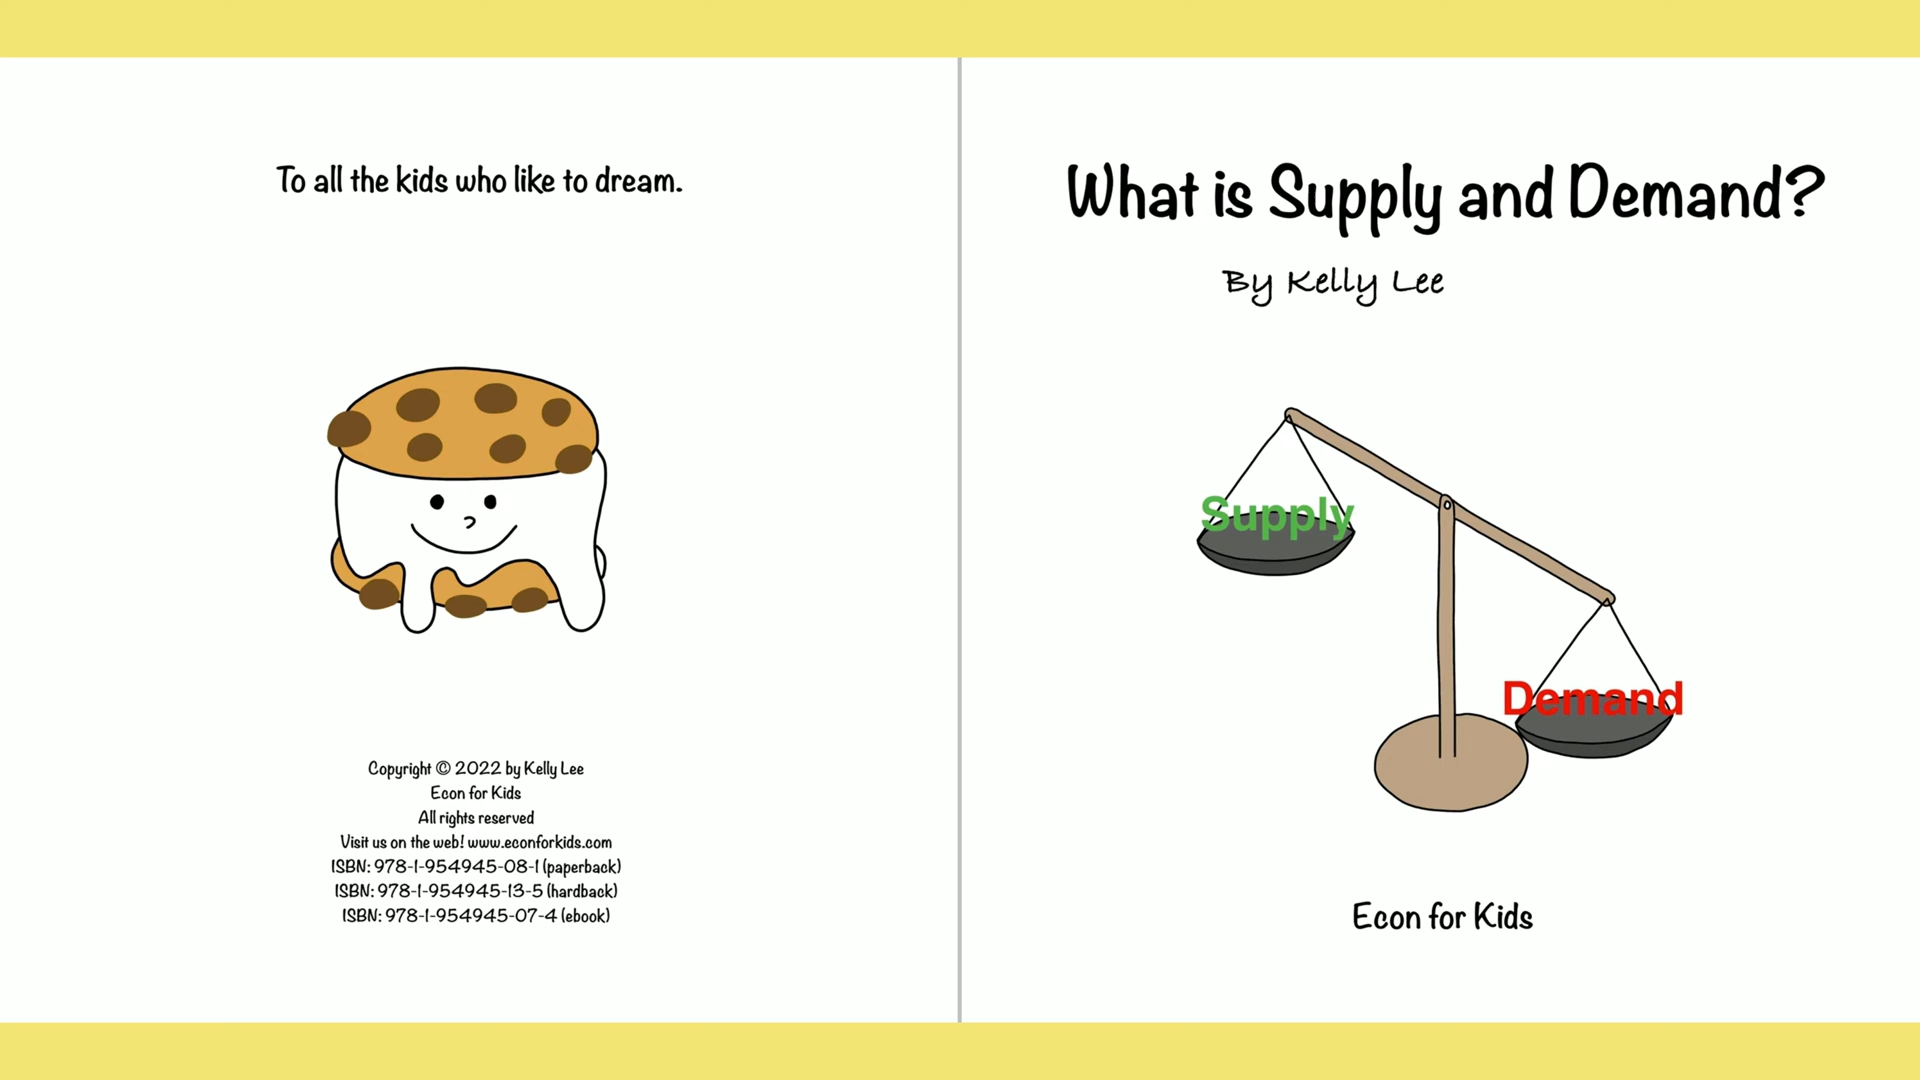 To all the kids who like to dream.
Copyright © 2022 by Kelly Lee
Econ for Kids
All rights reserved
Visit us on the web! www.econforkids.com
ISBN: 978-1-954945-08-1 (paperback)
ISBN: 978-1-954945-13-5 (hardback)
ISBN: 978-1-954945-07-4 (ebook)
What is Supply and Demand?
By Kelly Lee
Supply
Demand
Econ for Kids